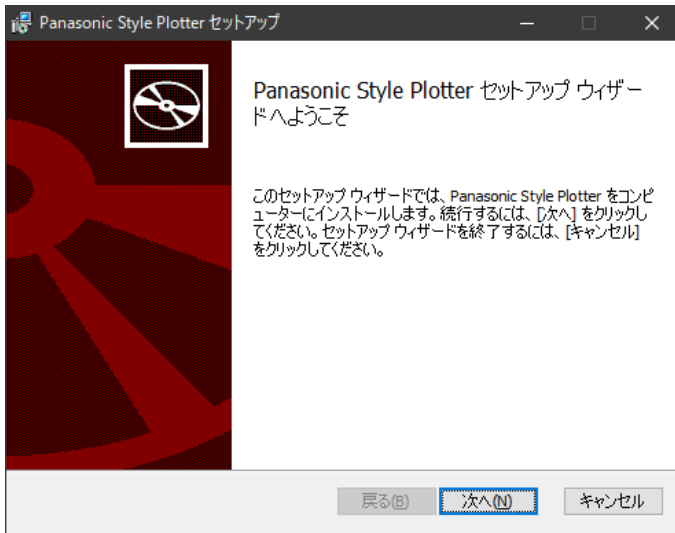 Panasonic Style Plotter セットアップ
Panasonic Style Plotter セットアップ ウィザー
ドへようこそ
このセットアップ ウィザードでは、Panasonic Style Plotter をコンピ
ューターにインストールします。続行するには、[次へ] をクリックし
てください。セットアップ ウィザードを終了するには、[キャンセル]
をクリックしてください。
戻る(B)
次へ(N)
キャンセル